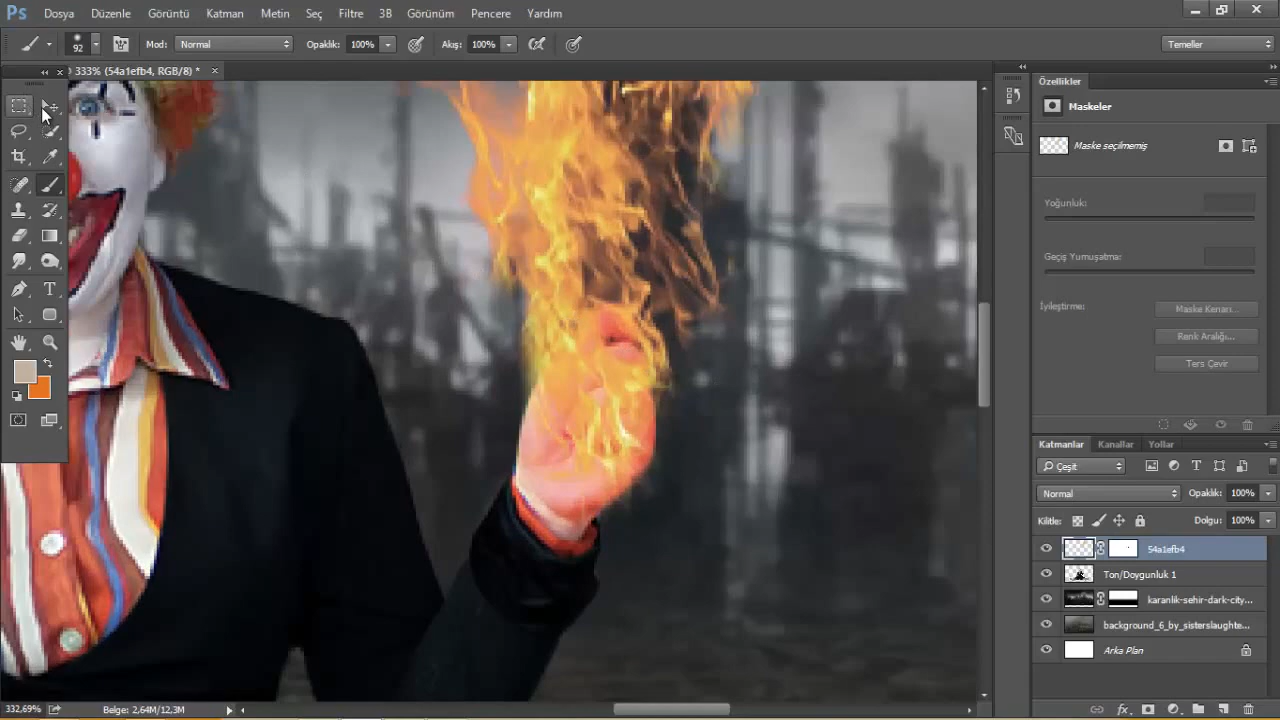 Ps Dosya Düzenle Görüntü Katman Metin Seç Filtre 3B Görünüm Pencere Yardım
92 Mod: Normal Opaklık: 100% Akış: 100% Temeller
@ 333% (54a1efb4, RGB/8) * ×
Özellikler
Maskeler
Maske seçilmemiş
Yoğunluk:
Geçiş Yumuşatma:
İyileştirme: Maske Kenarı...
Renk Aralığı...
Ters Çevir
Katmanlar Kanallar Yollar
Çeşit
Normal Opaklık: 100%
Kilitle: Dolgu: 100%
54a1efb4
Ton/Doygunluk 1
karanlik-sehir-dark-city...
background_6_by_sisterslaughte...
Arka Plan
332,69% Belge: 2,64M/12,3M